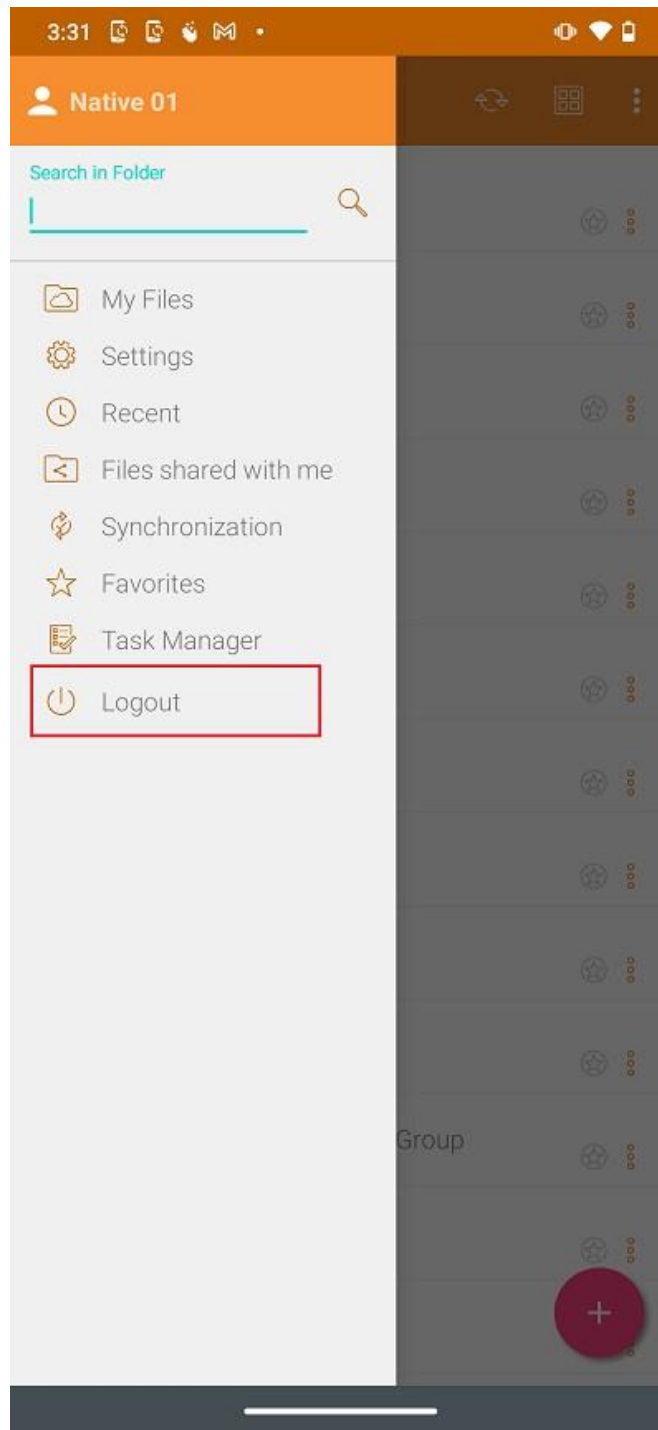 3:31
Native 01
Search in Folder
My Files
Settings
Recent
Files shared with me
Synchronization
Favorites
Task Manager
Logout
Group